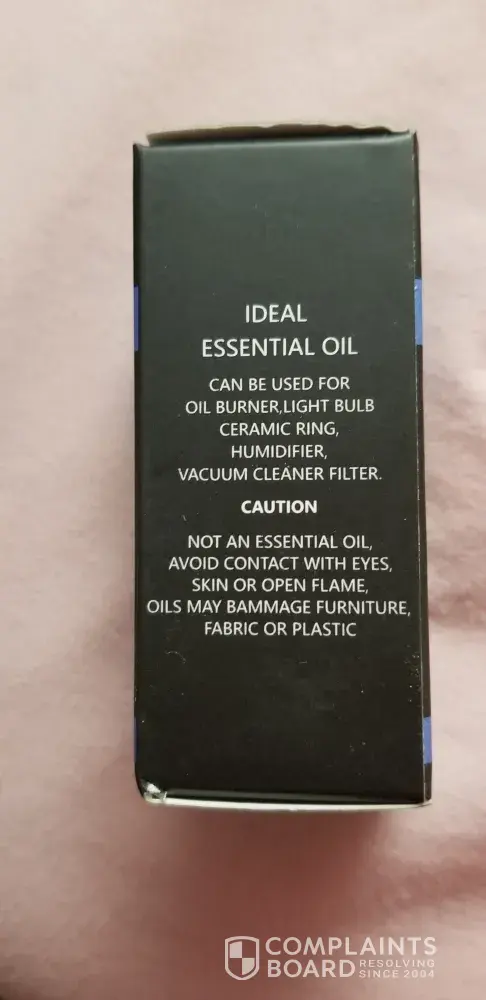 IDEAL
ESSENTIAL OIL
CAN BE USED FOR
OIL BURNER,LIGHT BULB
CERAMIC RING,
HUMIDIFIER,
VACUUM CLEANER FILTER.
CAUTION
NOT AN ESSENTIAL OIL,
AVOID CONTACT WITH EYES,
SKIN OR OPEN FLAME,
OILS MAY BAMMAGE FURNITURE,
FABRIC OR PLASTIC
COMPLAINTS
BOARD RESOLVING
SINCE 2004